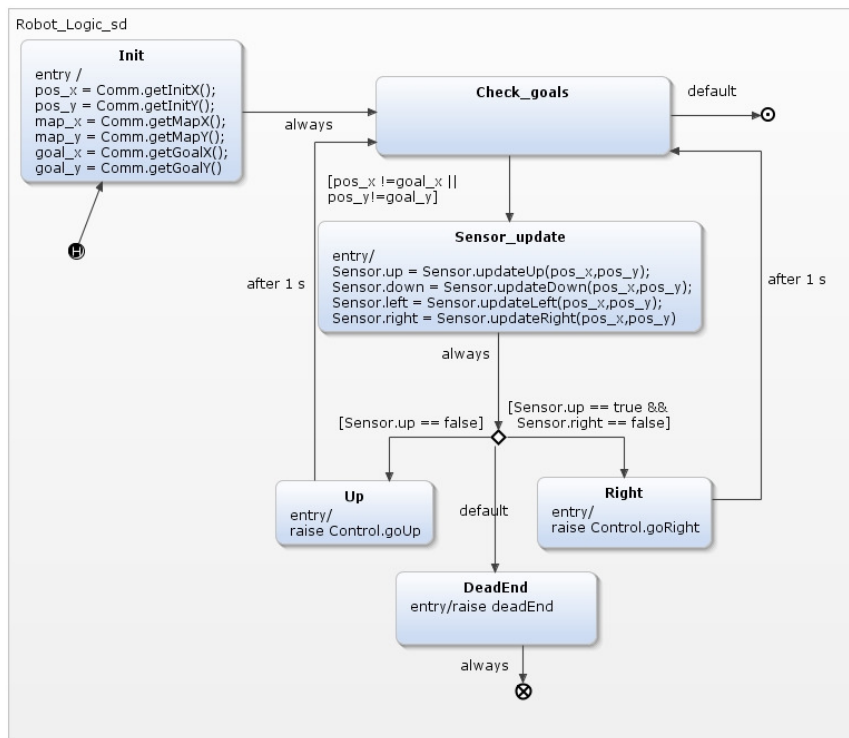 Robot_Logic_sd
Init
entry /
pos_x = Comm.getInitX();
pos_y = Comm.getInitY();
map_x = Comm.getMapX();
map_y = Comm.getMapY();
goal_x = Comm.getGoalX();
goal_y = Comm.getGoalY()
always
Check_goals
default
H
[pos_x !=goal_x ||
pos_y!=goal_y]
Sensor_update
entry/
Sensor.up = Sensor.updateUp(pos_x,pos_y);
Sensor.down = Sensor.updateDown(pos_x,pos_y);
Sensor.left = Sensor.updateLeft(pos_x,pos_y);
Sensor.right = Sensor.updateRight(pos_x,pos_y)
after 1 s
after 1 s
always
[Sensor.up == false]
[Sensor.up == true &&
Sensor.right == false]
Up
entry/
raise Control.goUp
default
Right
entry/
raise Control.goRight
DeadEnd
entry/raise deadEnd
always